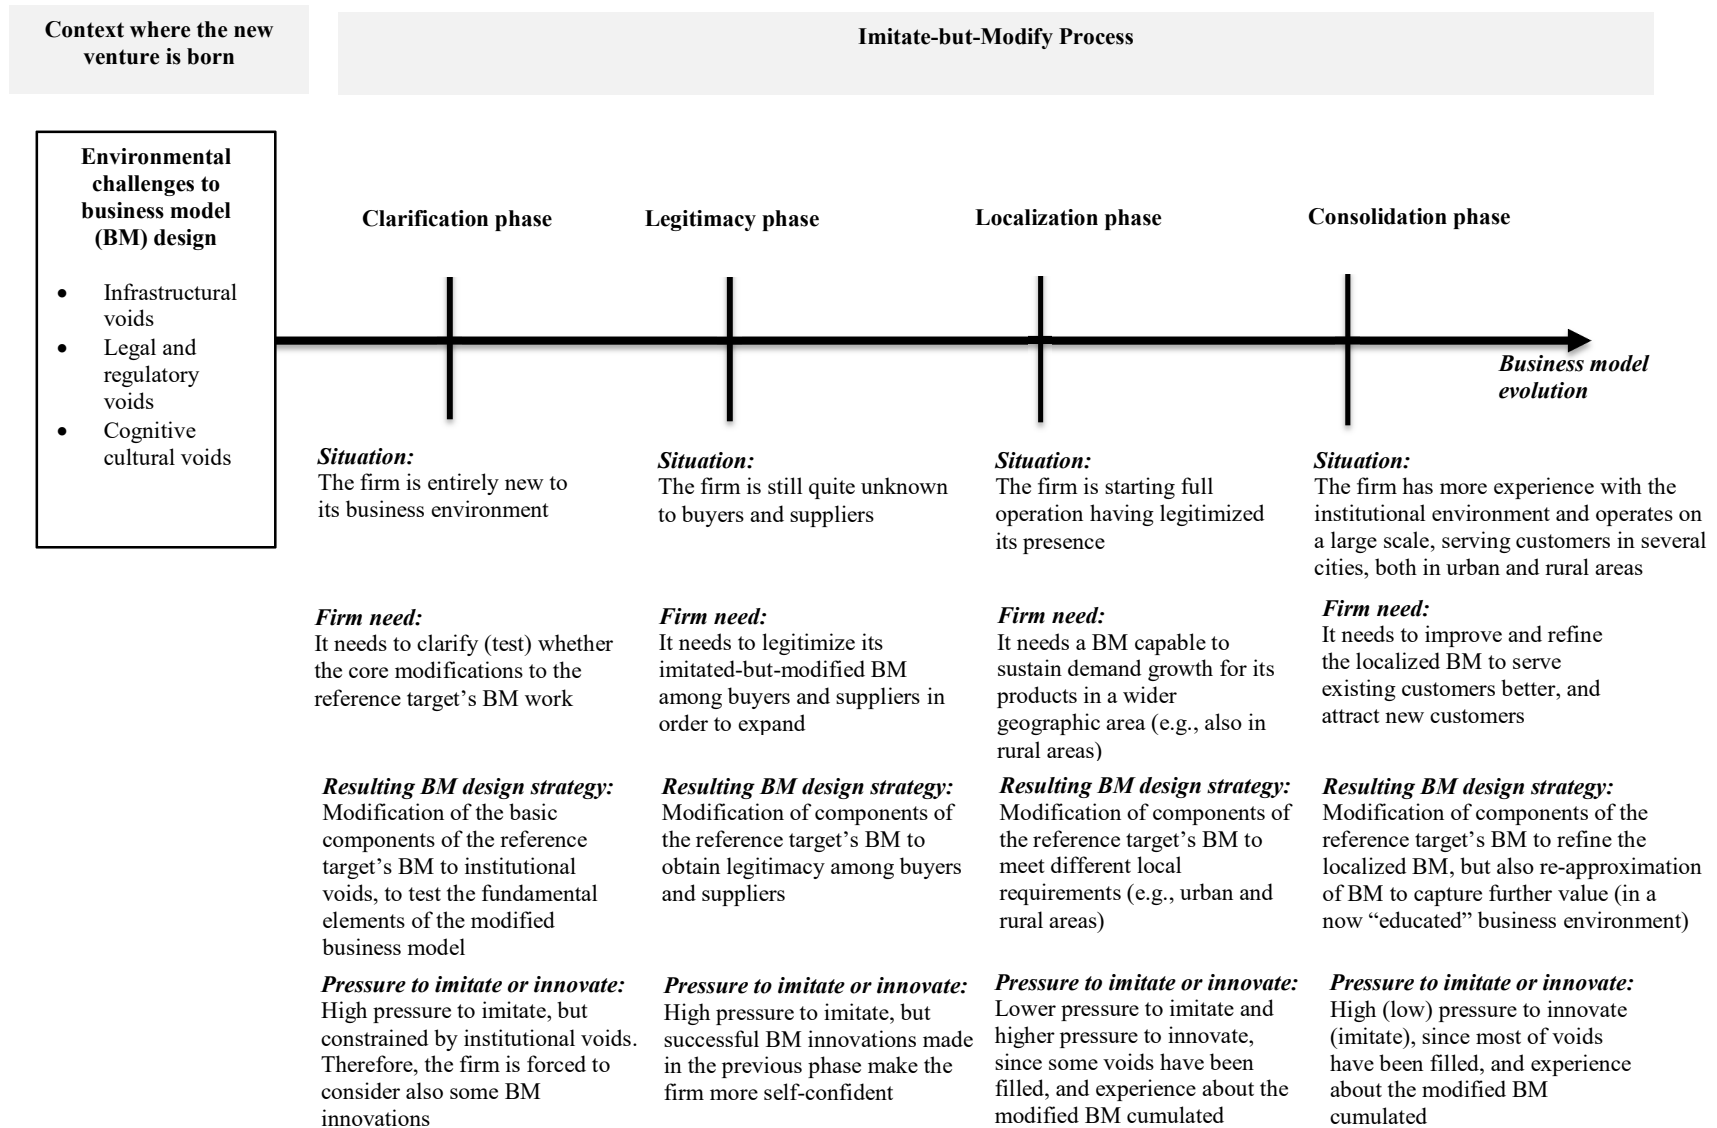 Context where the new
venture is born
Imitate-but-Modify Process
Environmental
challenges to
business model
(BM) design
• Infrastructural
voids
• Legal and
regulatory
voids
• Cognitive
cultural voids
Clarification phase
Legitimacy phase
Localization phase
Consolidation phase
Business model
evolution
Situation:
The firm is entirely new to
its business environment
Situation:
The firm is still quite unknown
to buyers and suppliers
Situation:
The firm is starting full
operation having legitimized
its presence
Situation:
The firm has more experience with the
institutional environment and operates on
a large scale, serving customers in several
cities, both in urban and rural areas
Firm need:
It needs to clarify (test) whether
the core modifications to the
reference target’s BM work
Firm need:
It needs to legitimize its
imitated-but-modified BM
among buyers and suppliers in
order to expand
Firm need:
It needs a BM capable to
sustain demand growth for its
products in a wider
geographic area (e.g., also in
rural areas)
Firm need:
It needs to improve and refine
the localized BM to serve
existing customers better, and
attract new customers
Resulting BM design strategy:
Modification of the basic
components of the reference
target’s BM to institutional
voids, to test the fundamental
elements of the modified
business model
Resulting BM design strategy:
Modification of components of
the reference target’s BM to
obtain legitimacy among buyers
and suppliers
Resulting BM design strategy:
Modification of components of
the reference target’s BM to
meet different local
requirements (e.g., urban and
rural areas)
Resulting BM design strategy:
Modification of components of the
reference target’s BM to refine the
localized BM, but also re-approximation
of BM to capture further value (in a
now “educated” business environment)
Pressure to imitate or innovate:
High pressure to imitate, but
constrained by institutional voids.
Therefore, the firm is forced to
consider also some BM
innovations
Pressure to imitate or innovate:
High pressure to imitate, but
successful BM innovations made
in the previous phase make the
firm more self-confident
Pressure to imitate or innovate:
Lower pressure to imitate and
higher pressure to innovate,
since some voids have been
filled, and experience about the
modified BM cumulated
Pressure to imitate or innovate:
High (low) pressure to innovate
(imitate), since most of voids
have been filled, and experience
about the modified BM
cumulated